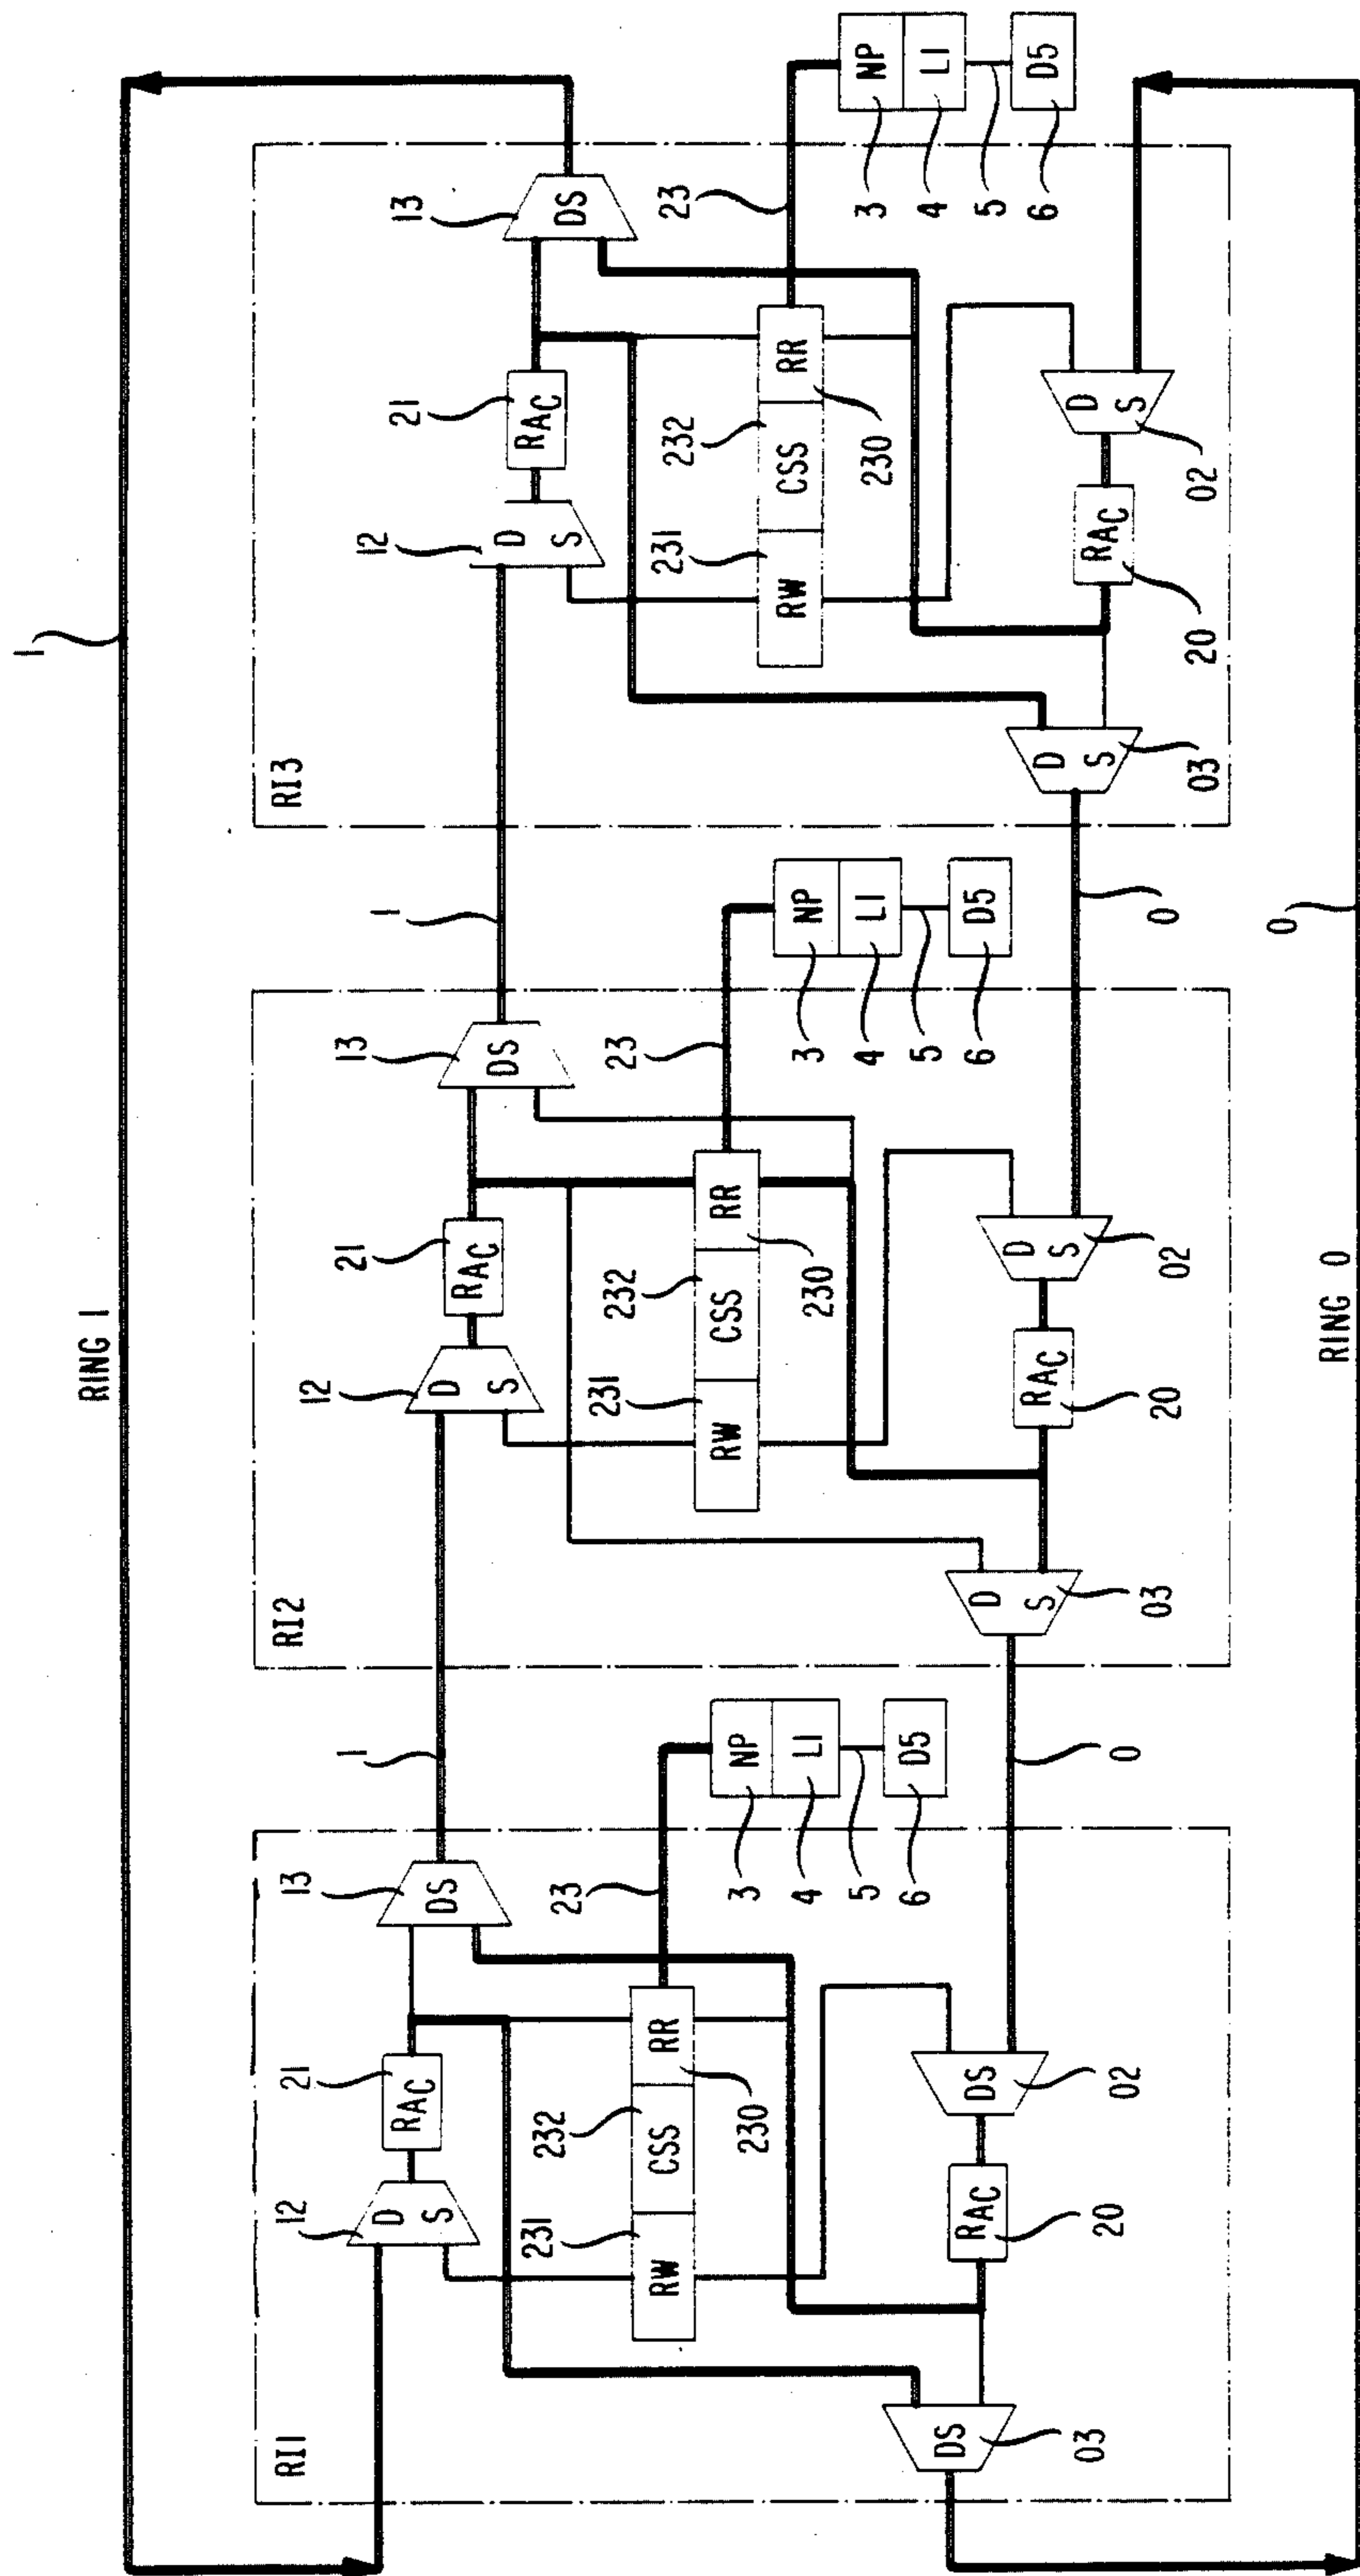 RING 1
1
RI1
12
D
S
21
RAC
13
DS
1
231
232
RW
CSS
RR
230
23
NP
3
LI
4
5
D5
6
DS
03
RAC
20
DS
02
0
RI2
12
D
S
21
RAC
13
DS
1
231
232
RW
CSS
RR
230
23
NP
3
LI
4
5
D5
6
D
S
03
RAC
20
D
S
02
0
RI3
12
D
S
21
RAC
13
DS
231
232
RW
CSS
RR
230
23
NP
3
LI
4
5
D5
6
D
S
03
RAC
20
D
S
02
0
RING 0